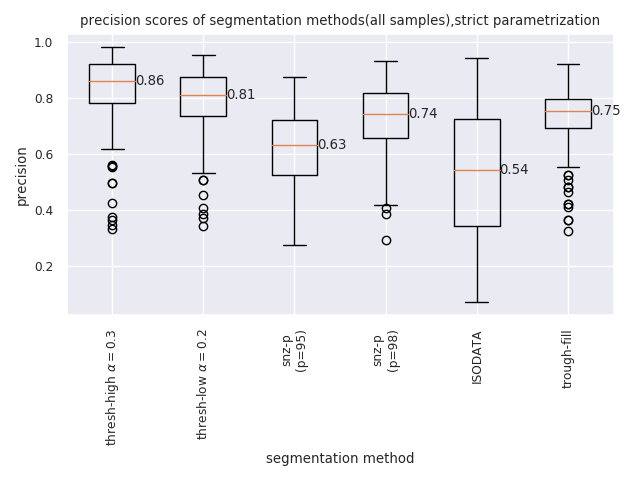 precision scores of segmentation methods(all samples),strict parametrization
1.0
0.8
0.6
0.4
0.2
precision
0.86
0.81
0.63
0.74
0.54
0.75
thresh-high α = 0.3
thresh-low α = 0.2
snz-p
(p=95)
snz-p
(p=98)
ISODATA
trough-fill
segmentation method